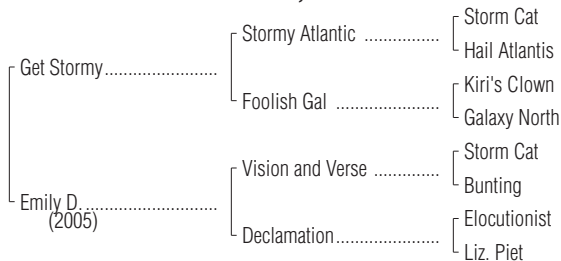 Storm Cat
Stormy Atlantic ................
Hail Atlantis
Get Stormy........................
Kiri's Clown
Foolish Gal ......................
Galaxy North
Storm Cat
Vision and Verse ..............
Bunting
Emily D. ............................
(2005)
Elocutionist
Declamation......................
Liz. Piet